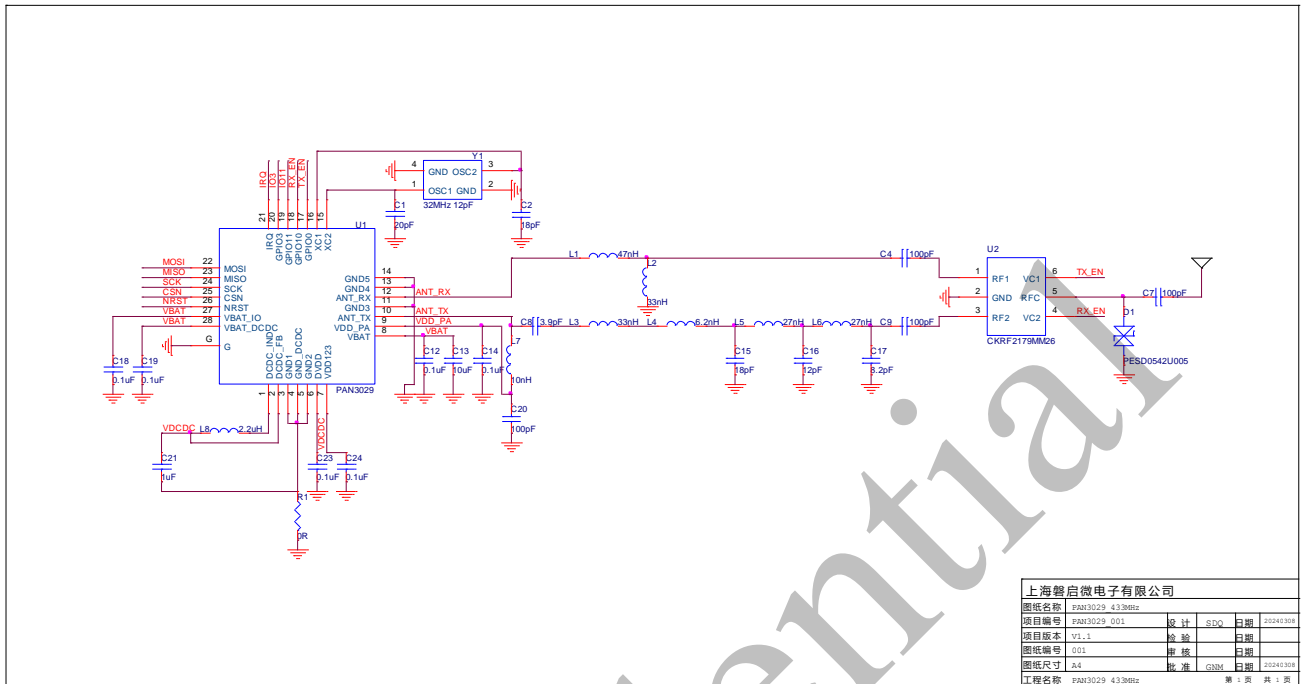 Y1
4 GND OSC2 3
1 OSC1 GND 2
32MHz 12pF
C1
20pF
C2
18pF
IRQ
IO3
IO11
RX_EN
TX_EN
21
20
19
18
17
16
15
IRQ
GPIO3
GPIO11
GPIO10
GPIO0
XC1
XC2
U1
MOSI 22 MOSI
MISO 23 MISO
SCK 24 SCK
CSN 25 CSN
NRST 26 NRST
VBAT 27 VBAT_IO
VBAT 28 VBAT_DCDC
G G
GND5 14
GND4 13
ANT_RX 12 ANT_RX
GND3 11
ANT_TX 10 ANT_TX
VDD_PA 9 VDD_PA
VBAT 8 VBAT
PAN3029
DCDC_IND
DCDC_FB
GND1
GND_DCDC
GND2
DVDD
VDD123
1
2
3
4
5
6
7
C18
0.1uF
C19
0.1uF
C12
0.1uF
C13
10uF
C14
0.1uF
L7
10nH
C20
100pF
VDCDC L8 2.2uH
C21
1uF
VDCDC
C23
0.1uF
C24
0.1uF
R1
0R
L1 47nH
L2
33nH
C4 100pF
C8 3.9pF
L3 33nH
L4 6.2nH
L5 27nH
L6 27nH
C9 100pF
C15
18pF
C16
12pF
C17
8.2pF
U2
1 RF1 VC1 6 TX_EN
2 GND RFC 5
3 RF2 VC2 4 RX_EN
CKRF2179MM26
C7 100pF
D1
PESD0542U005
ential
上海磐启微电子有限公司
图纸名称 PAN3029_433MHz
项目编号 PAN3029_001 设 计 SDQ 日期 20240308
项目版本 V1.1 检 验 日期
图纸编号 001 审 核 日期
图纸尺寸 A4 批 准 GNM 日期 20240308
工程名称 PAN3029_433MHz 第 1 页 共 1 页